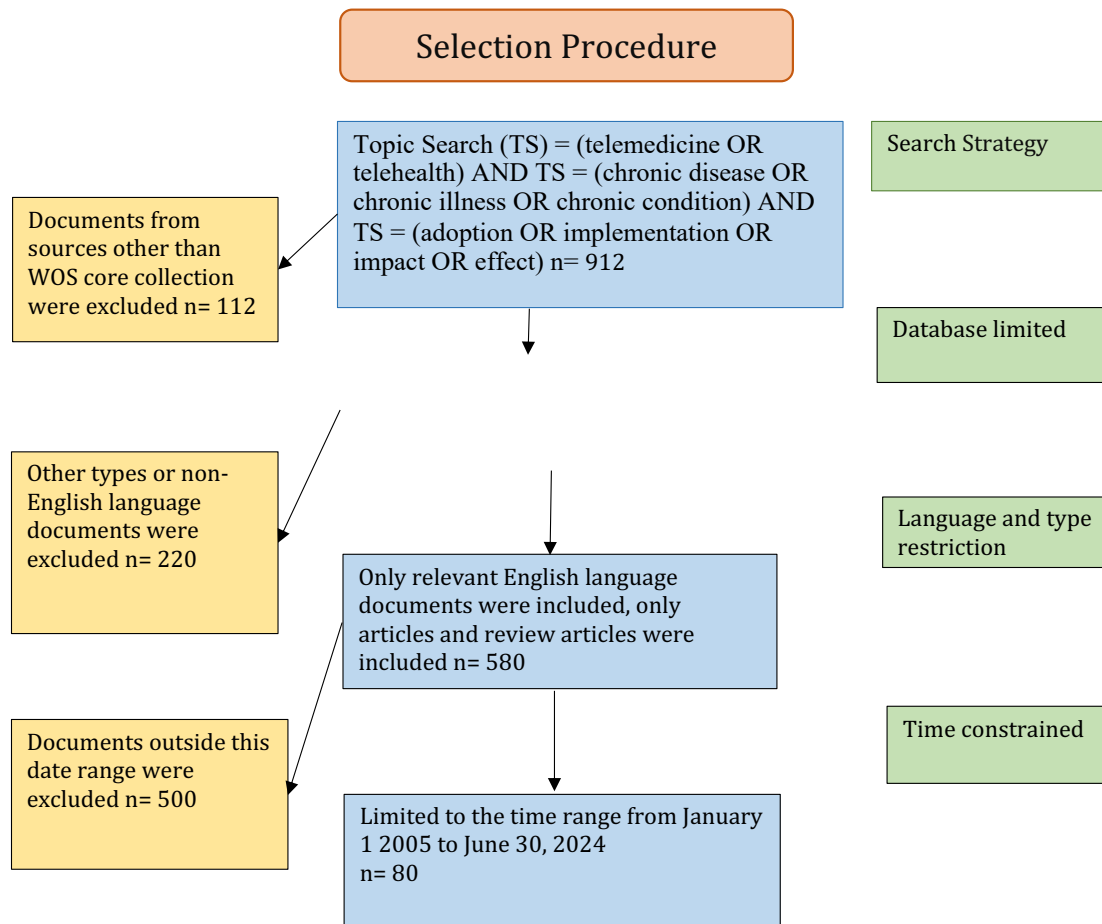 Selection Procedure
Topic Search (TS) = (telemedicine OR
telehealth) AND TS = (chronic disease OR
chronic illness OR chronic condition) AND
TS = (adoption OR implementation OR
impact OR effect) n= 912
Search Strategy
Documents from
sources other than
WOS core collection
were excluded n= 112
Database limited
Other types or non-
English language
documents were
excluded n= 220
Language and type
restriction
Only relevant English language
documents were included, only
articles and review articles were
included n= 580
Documents outside this
date range were
excluded n= 500
Time constrained
Limited to the time range from January
1 2005 to June 30, 2024
n= 80